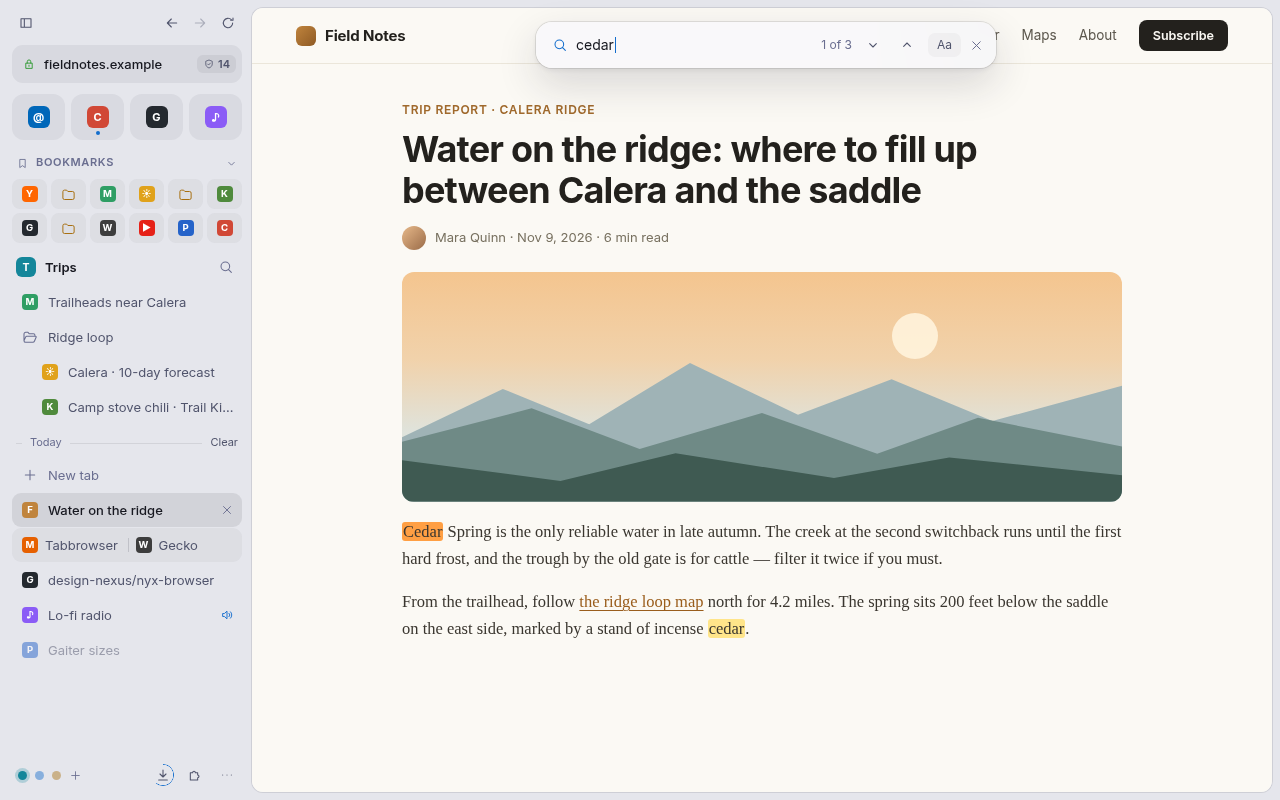 fieldnotes.example
14
@
C
G
BOOKMARKS
Y
M
K
G
W
P
C
T Trips
M Trailheads near Calera
Ridge loop
Calera · 10-day forecast
K Camp stove chili · Trail Ki...
Today
Clear
New tab
F Water on the ridge
M Tabbrowser
W Gecko
G design-nexus/nyx-browser
Lo-fi radio
P Gaiter sizes
Field Notes
cedar
1 of 3
Aa
Maps
About
Subscribe
TRIP REPORT · CALERA RIDGE
Water on the ridge: where to fill up
between Calera and the saddle
Mara Quinn · Nov 9, 2026 · 6 min read
Cedar Spring is the only reliable water in late autumn. The creek at the second switchback runs until the first
hard frost, and the trough by the old gate is for cattle — filter it twice if you must.
From the trailhead, follow the ridge loop map north for 4.2 miles. The spring sits 200 feet below the saddle
on the east side, marked by a stand of incense cedar.